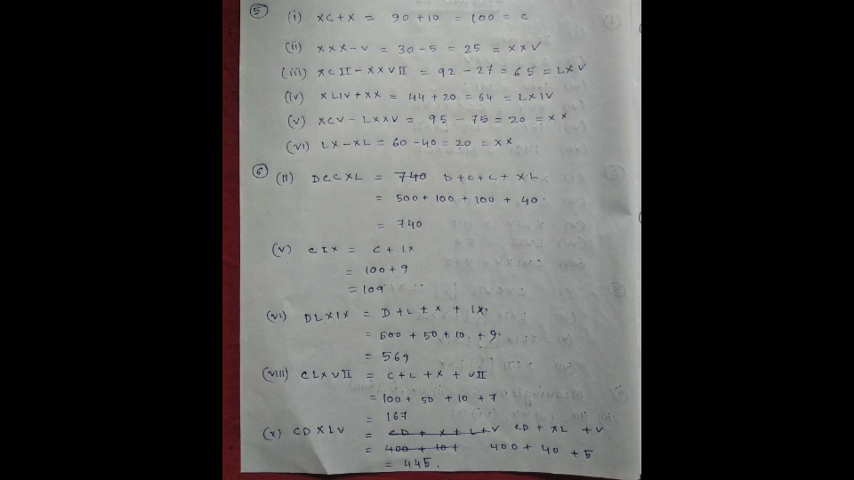 (5) (i) XC + X = 90 + 10 = 100 = C
(ii) XXX - V = 30 - 5 = 25 = XXV
(iii) XCII - XXVII = 92 - 27 = 65 = LXV
(iv) XLIV + XX = 44 + 20 = 64 = LXIV
(v) XCV - LXXV = 95 - 75 = 20 = XX
(vi) LX - XL = 60 - 40 = 20 = XX
(6) (ii) DCCXL = 740 D + C + C + XL
= 500 + 100 + 100 + 40.
= 740
(v) CIX = C + IX
= 100 + 9
= 109
(vi) DLXIX = D + L + X + IX
= 500 + 50 + 10 + 9.
= 569
(viii) CLXVII = C + L + X + VII
= 100 + 50 + 10 + 7
= 167
(x) CDXLV = CD + X + L + V CD + XL + V
= 400 + 10 + 400 + 40 + 5
= 445.